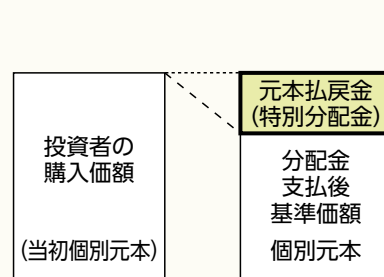 投資者の
購入価額
(当初個別元本)
元本払戻金
(特別分配金)
分配金
支払後
基準価額
個別元本